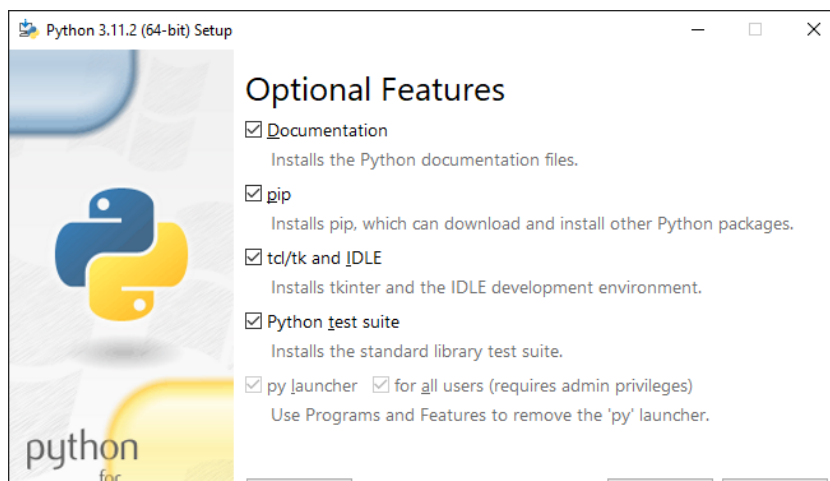 Python 3.11.2 (64-bit) Setup
Optional Features
Documentation
Installs the Python documentation files.
pip
Installs pip, which can download and install other Python packages.
tcl/tk and IDLE
Installs tkinter and the IDLE development environment.
Python test suite
Installs the standard library test suite.
py launcher for all users (requires admin privileges)
Use Programs and Features to remove the 'py' launcher.
python
for